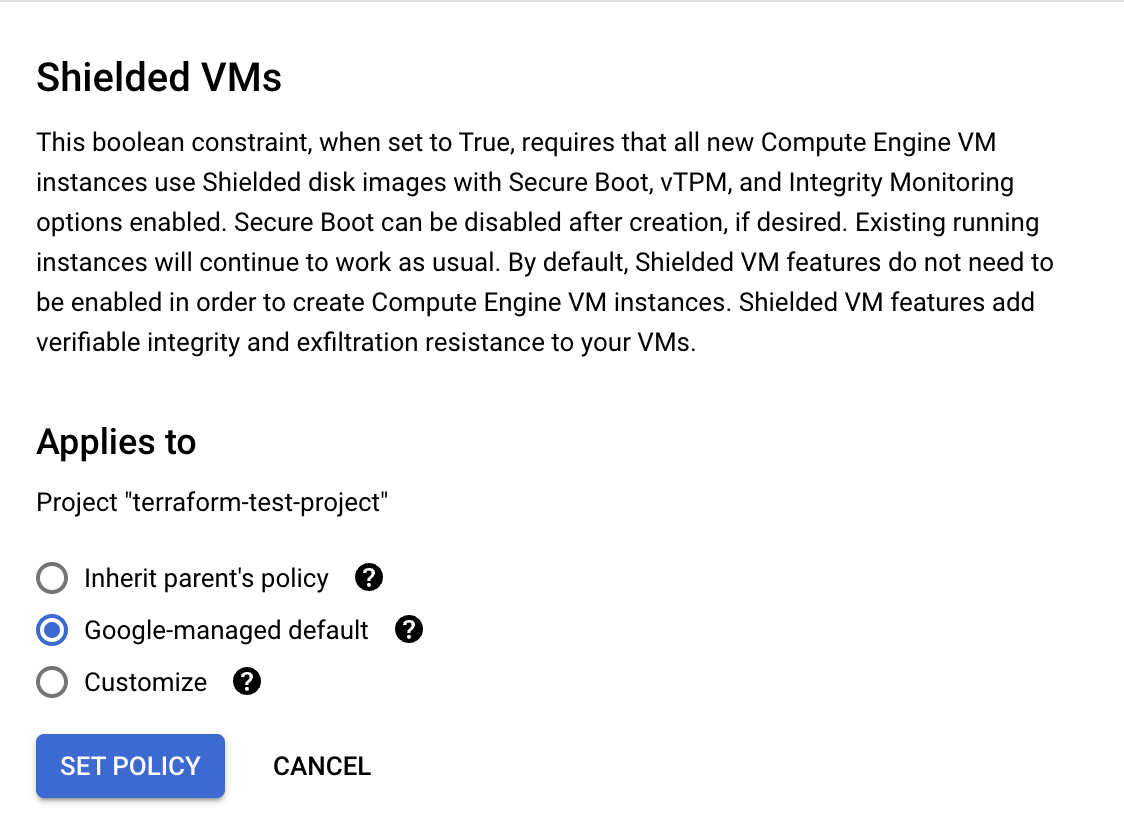 Shielded VMs
This boolean constraint, when set to True, requires that all new Compute Engine VM
instances use Shielded disk images with Secure Boot, vTPM, and Integrity Monitoring
options enabled. Secure Boot can be disabled after creation, if desired. Existing running
instances will continue to work as usual. By default, Shielded VM features do not need to
be enabled in order to create Compute Engine VM instances. Shielded VM features add
verifiable integrity and exfiltration resistance to your VMs.
Applies to
Project "terraform-test-project"
Inherit parent's policy ?
Google-managed default ?
Customize ?
SET POLICY CANCEL